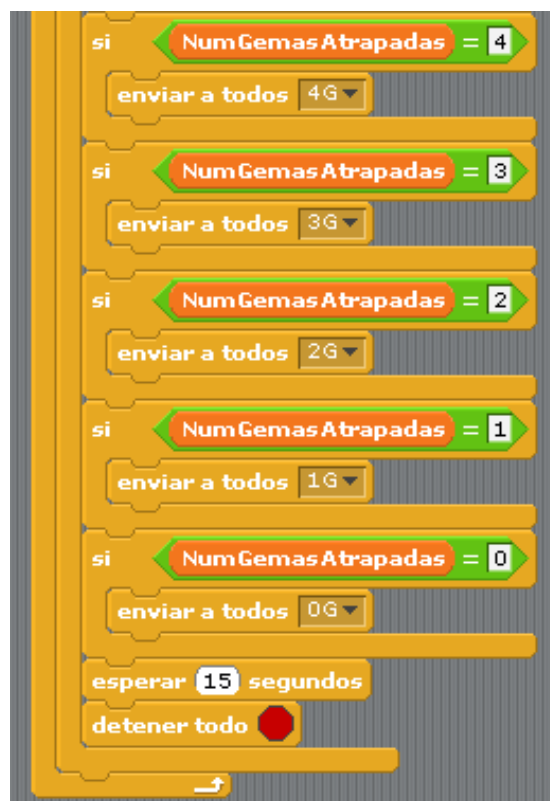 si NumGemasAtrapadas = 4
enviar a todos 4G
si NumGemasAtrapadas = 3
enviar a todos 3G
si NumGemasAtrapadas = 2
enviar a todos 2G
si NumGemasAtrapadas = 1
enviar a todos 1G
si NumGemasAtrapadas = 0
enviar a todos 0G
esperar 15 segundos
detener todo